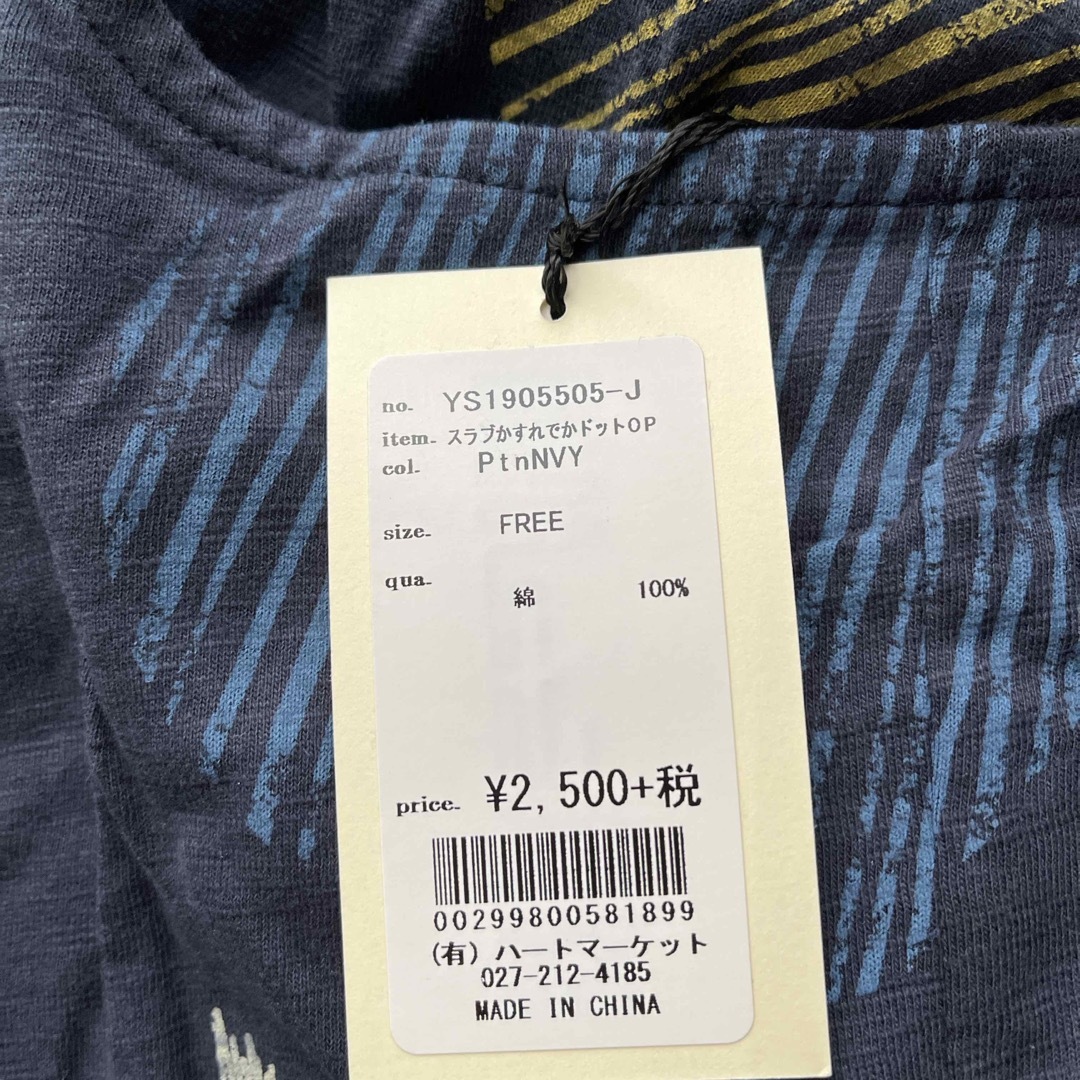 no. YS1905505-J
item. スラブかすれでかドットOP
col. PtnNVY
size. FREE
qua. 綿 100%
price. ¥2,500+税
00299800581899
(有) ハートマーケット
027-212-4185
MADE IN CHINA